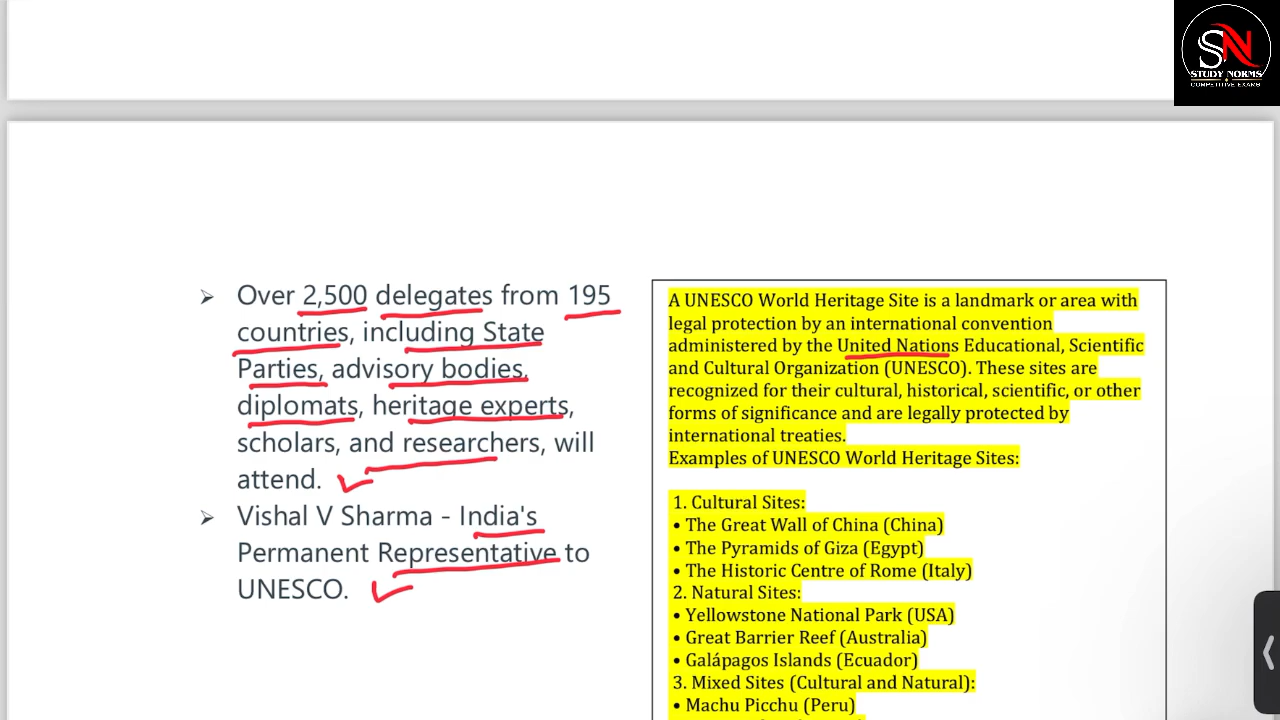 SN
STUDY NORMS
COMPETITIVE EXAMS
Over 2,500 delegates from 195
countries, including State
Parties, advisory bodies,
diplomats, heritage experts,
scholars, and researchers, will
attend.
Vishal V Sharma - India's
Permanent Representative to
UNESCO.
A UNESCO World Heritage Site is a landmark or area with
legal protection by an international convention
administered by the United Nations Educational, Scientific
and Cultural Organization (UNESCO). These sites are
recognized for their cultural, historical, scientific, or other
forms of significance and are legally protected by
international treaties.
Examples of UNESCO World Heritage Sites:
1. Cultural Sites:
• The Great Wall of China (China)
• The Pyramids of Giza (Egypt)
• The Historic Centre of Rome (Italy)
2. Natural Sites:
• Yellowstone National Park (USA)
• Great Barrier Reef (Australia)
• Galápagos Islands (Ecuador)
3. Mixed Sites (Cultural and Natural):
• Machu Picchu (Peru)